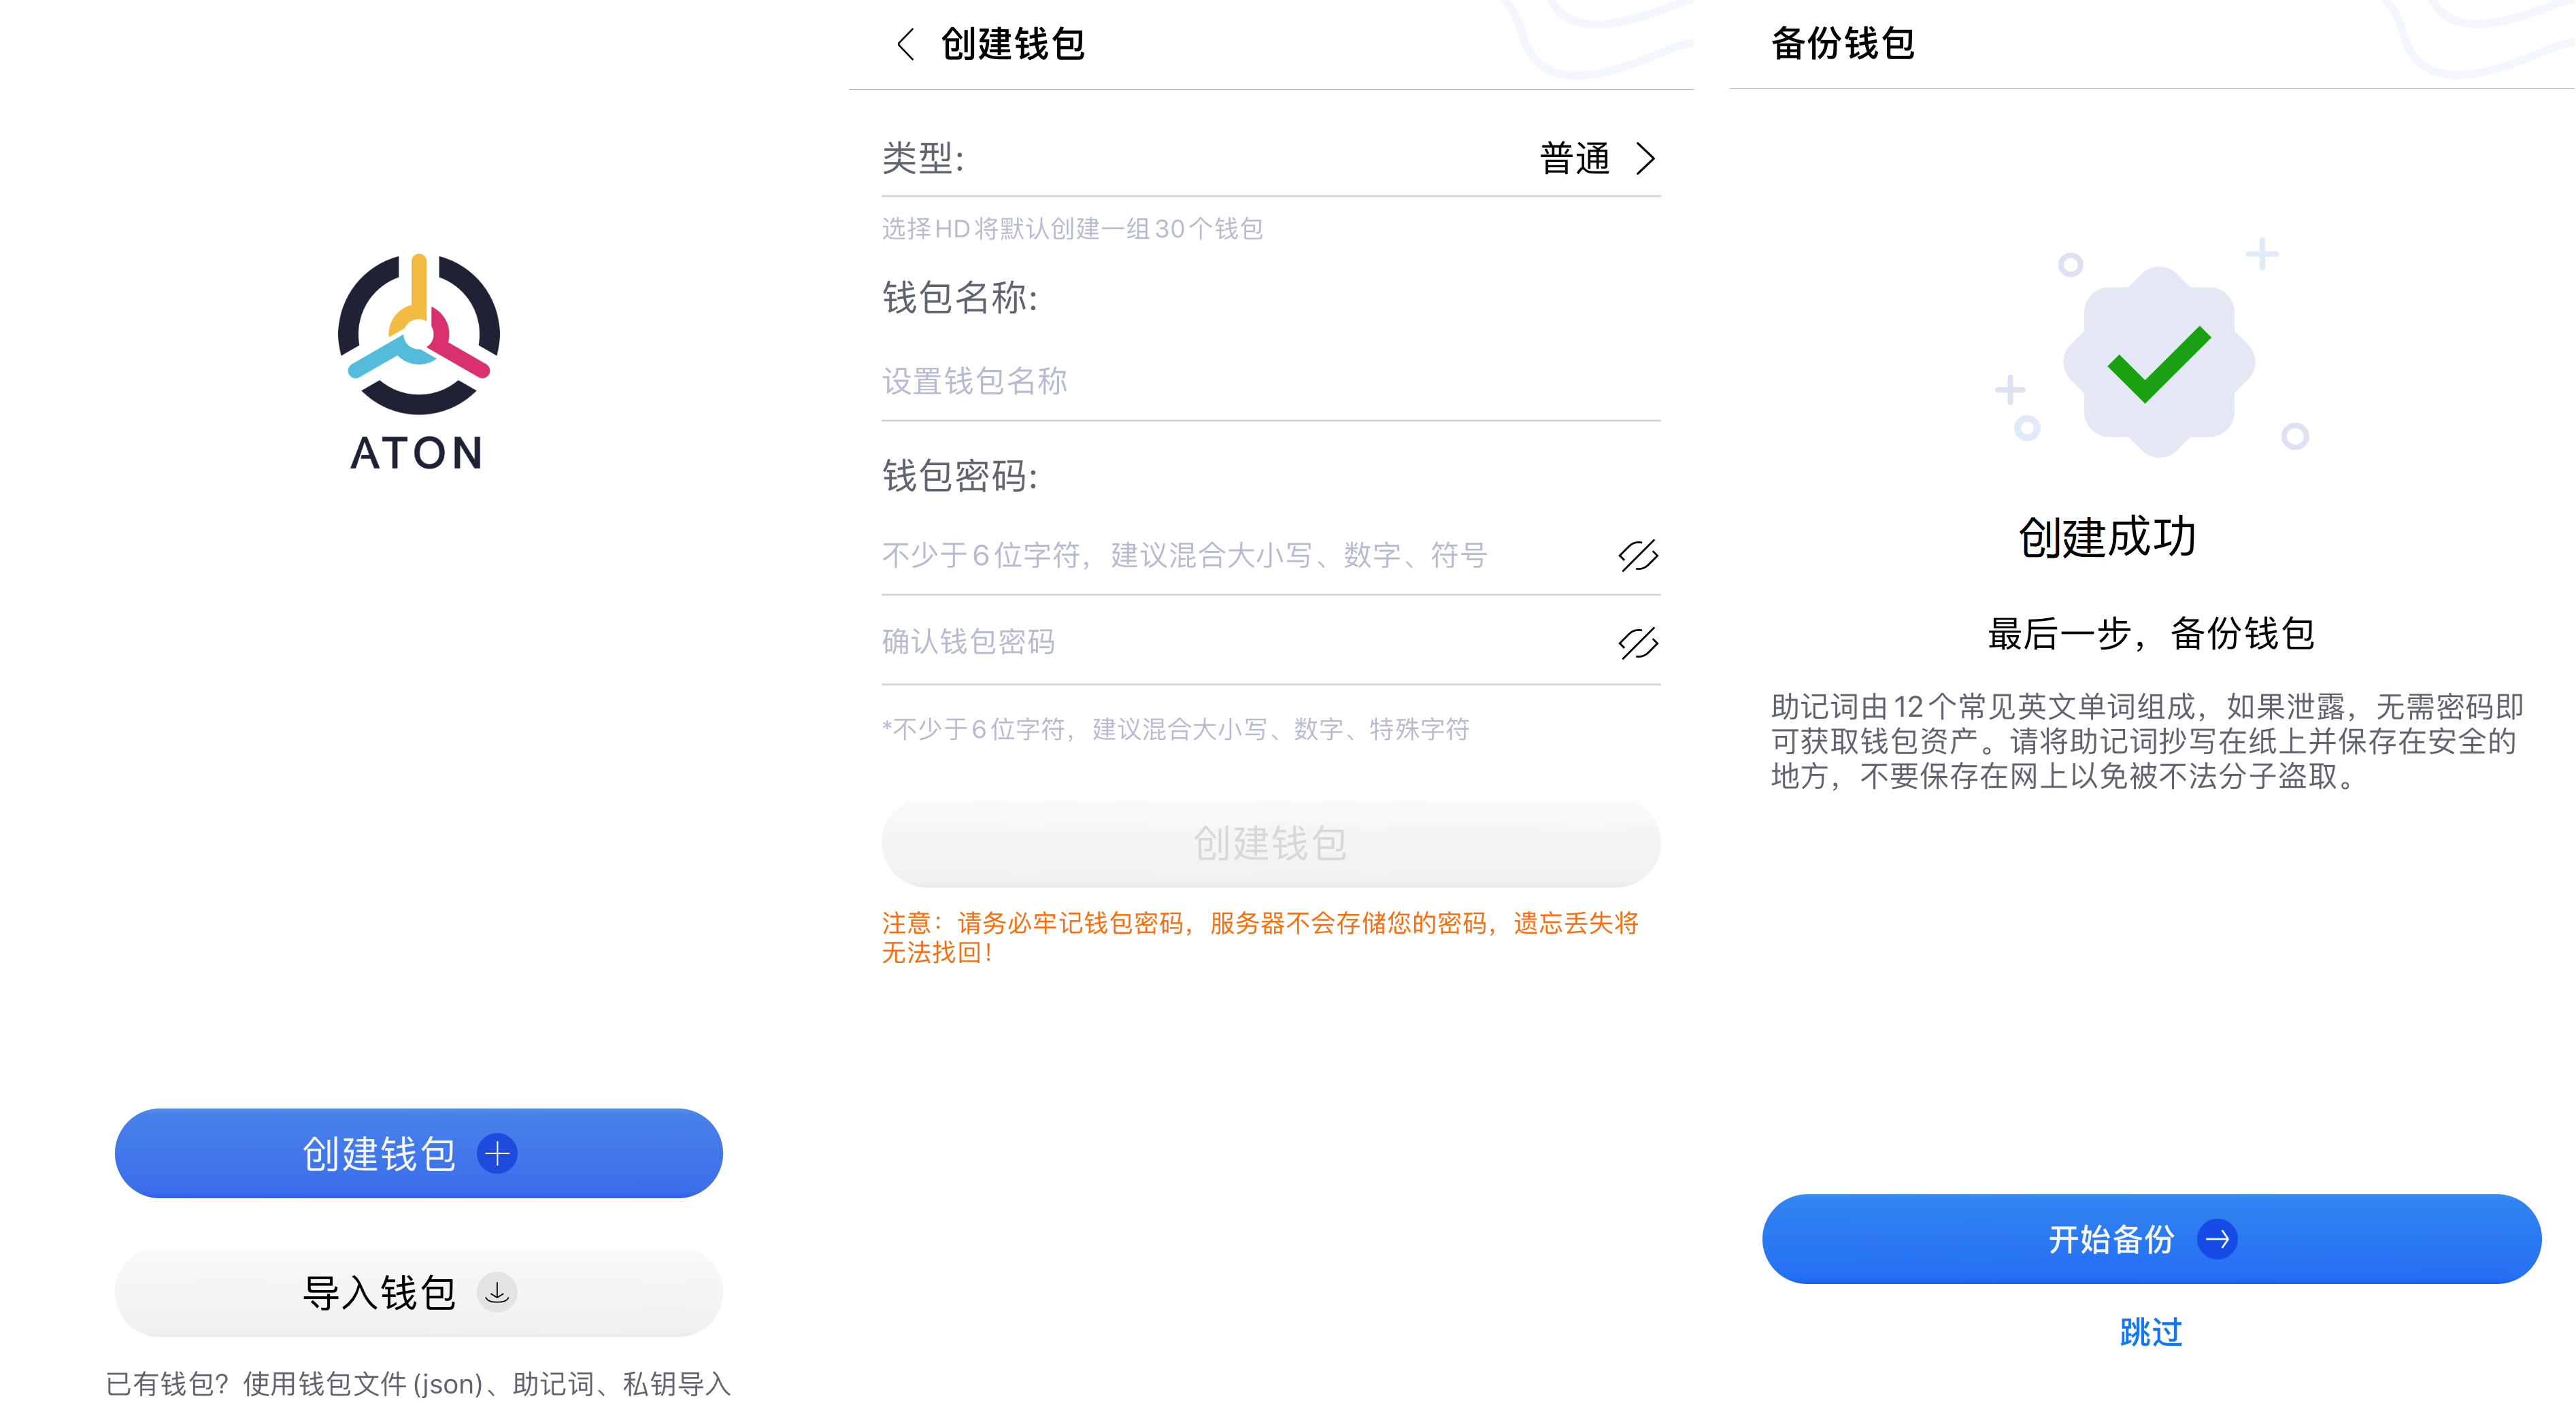 ATON
创建钱包
导入钱包
已有钱包？使用钱包文件(json)、助记词、私钥导入
创建钱包
类型:
普通
选择HD将默认创建一组30个钱包
钱包名称:
设置钱包名称
钱包密码:
不少于6位字符，建议混合大小写、数字、符号
确认钱包密码
*不少于6位字符，建议混合大小写、数字、特殊字符
创建钱包
注意：请务必牢记钱包密码，服务器不会存储您的密码，遗忘丢失将
无法找回！
备份钱包
创建成功
最后一步，备份钱包
助记词由12个常见英文单词组成，如果泄露，无需密码即
可获取钱包资产。请将助记词抄写在纸上并保存在安全的
地方，不要保存在网上以免被不法分子盗取。
开始备份
跳过